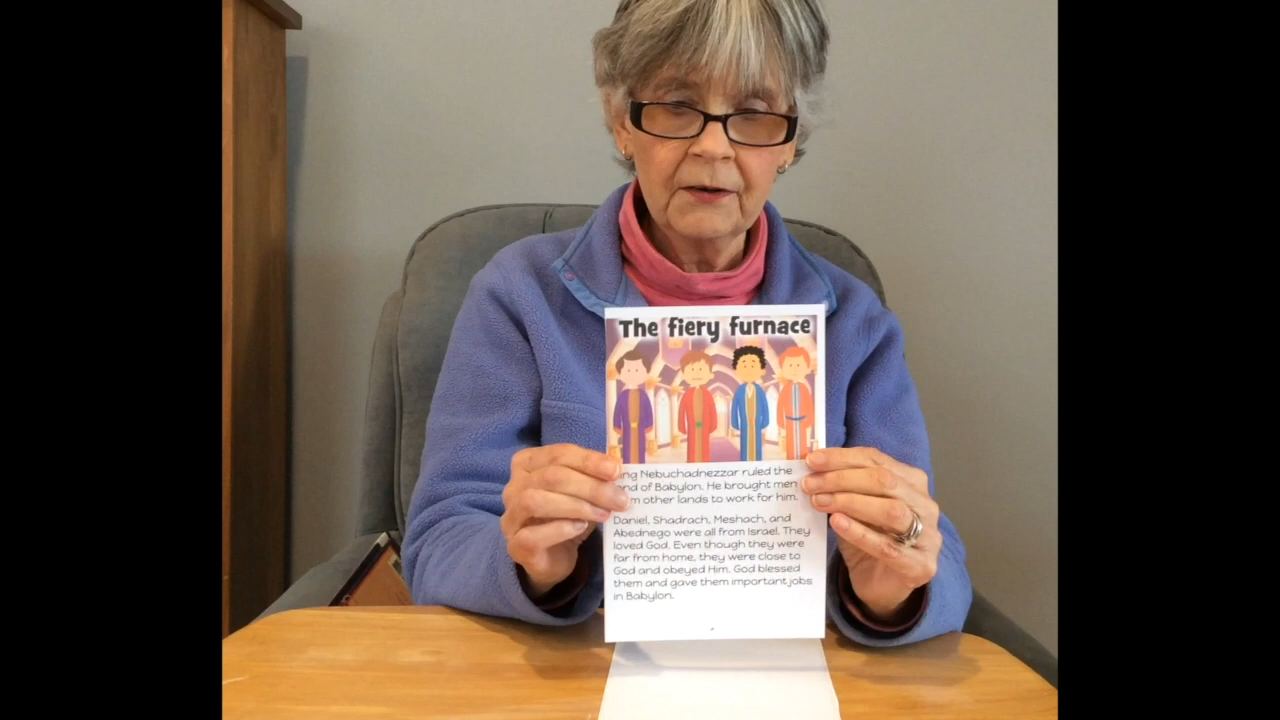 The fiery furnace
ing Nebuchadnezzar ruled the
nd of Babylon. He brought men
m other lands to work for him.
Daniel, Shadrach, Meshach, and
Abednego were all from Israel. They
loved God. Even though they were
far from home, they were close to
God and obeyed Him. God blessed
them and gave them important jobs
in Babylon.